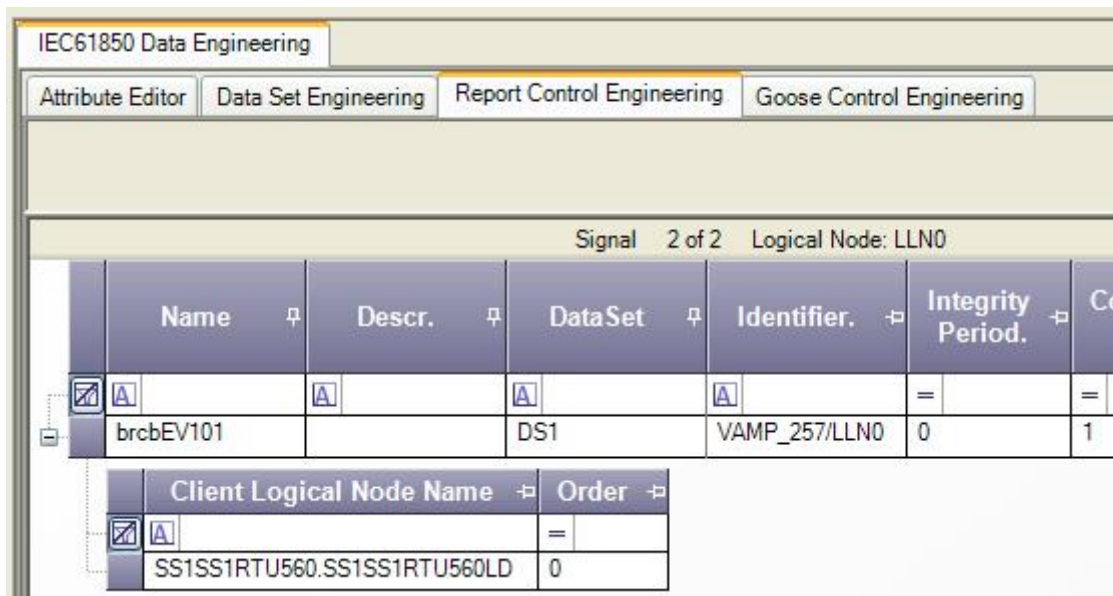 IEC61850 Data Engineering
Attribute Editor Data Set Engineering Report Control Engineering Goose Control Engineering
Signal 2 of 2 Logical Node: LLN0
Name Descr. DataSet Identifier. Integrity Period.
A A A A = =
brcbEV101 DS1 VAMP_257/LLN0 0 1
Client Logical Node Name Order
A =
SS1SS1RTU560.SS1SS1RTU560LD 0